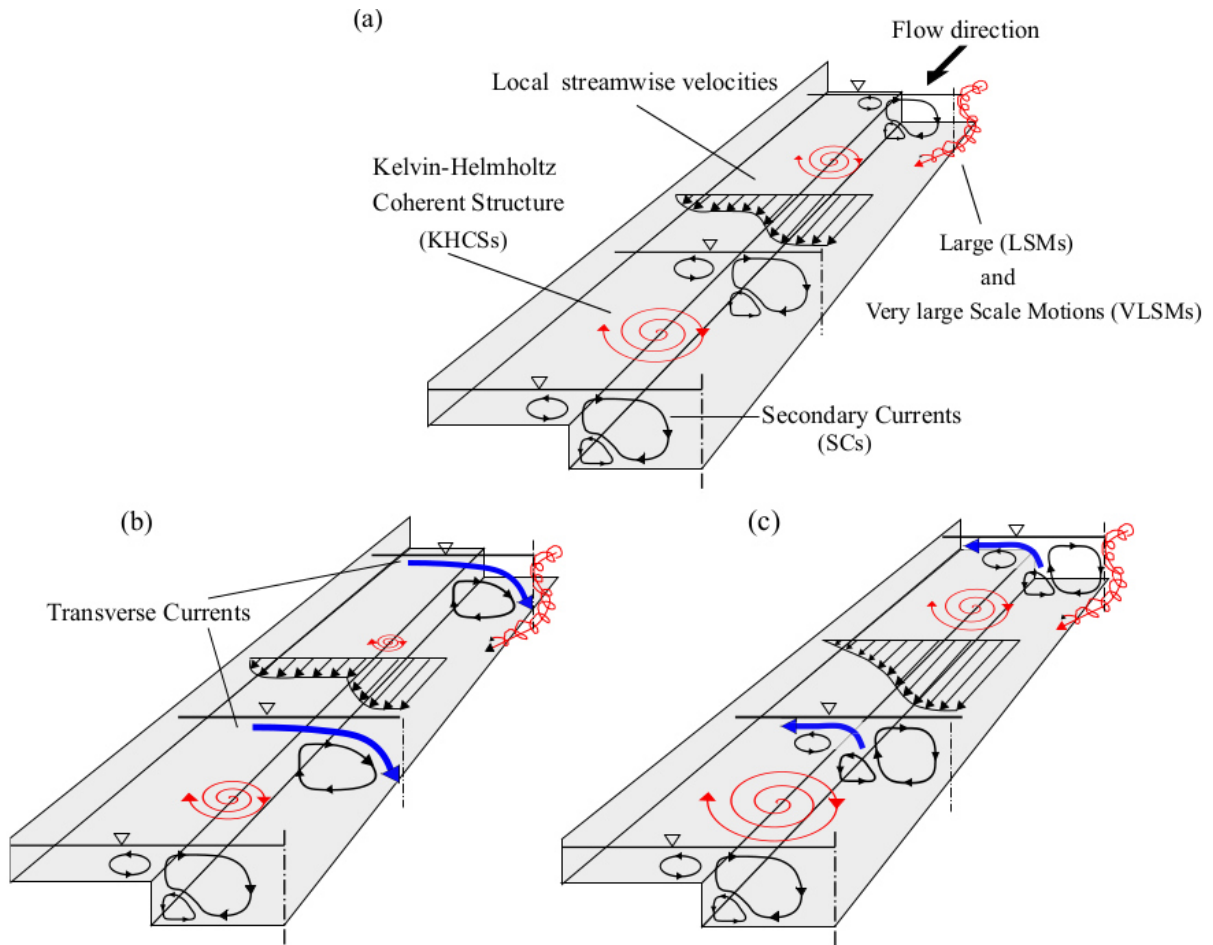 (a)
Flow direction
Local streamwise velocities
Kelvin-Helmholtz
Coherent Structure
(KHCSs)
Large (LSMs)
and
Very large Scale Motions (VLSMs)
Secondary Currents
(SCs)
(b)
(c)
Transverse Currents